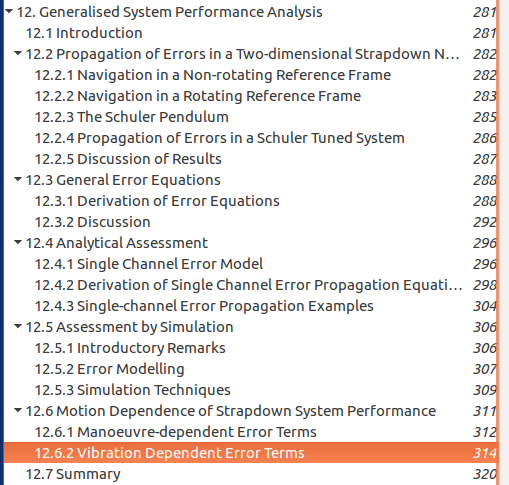 12. Generalised System Performance Analysis 281
12.1 Introduction 281
12.2 Propagation of Errors in a Two-dimensional Strapdown N... 282
12.2.1 Navigation in a Non-rotating Reference Frame 282
12.2.2 Navigation in a Rotating Reference Frame 283
12.2.3 The Schuler Pendulum 285
12.2.4 Propagation of Errors in a Schuler Tuned System 286
12.2.5 Discussion of Results 287
12.3 General Error Equations 288
12.3.1 Derivation of Error Equations 288
12.3.2 Discussion 292
12.4 Analytical Assessment 296
12.4.1 Single Channel Error Model 296
12.4.2 Derivation of Single Channel Error Propagation Equati... 298
12.4.3 Single-channel Error Propagation Examples 304
12.5 Assessment by Simulation 306
12.5.1 Introductory Remarks 306
12.5.2 Error Modelling 307
12.5.3 Simulation Techniques 309
12.6 Motion Dependence of Strapdown System Performance 311
12.6.1 Manoeuvre-dependent Error Terms 312
12.6.2 Vibration Dependent Error Terms 314
12.7 Summary 320